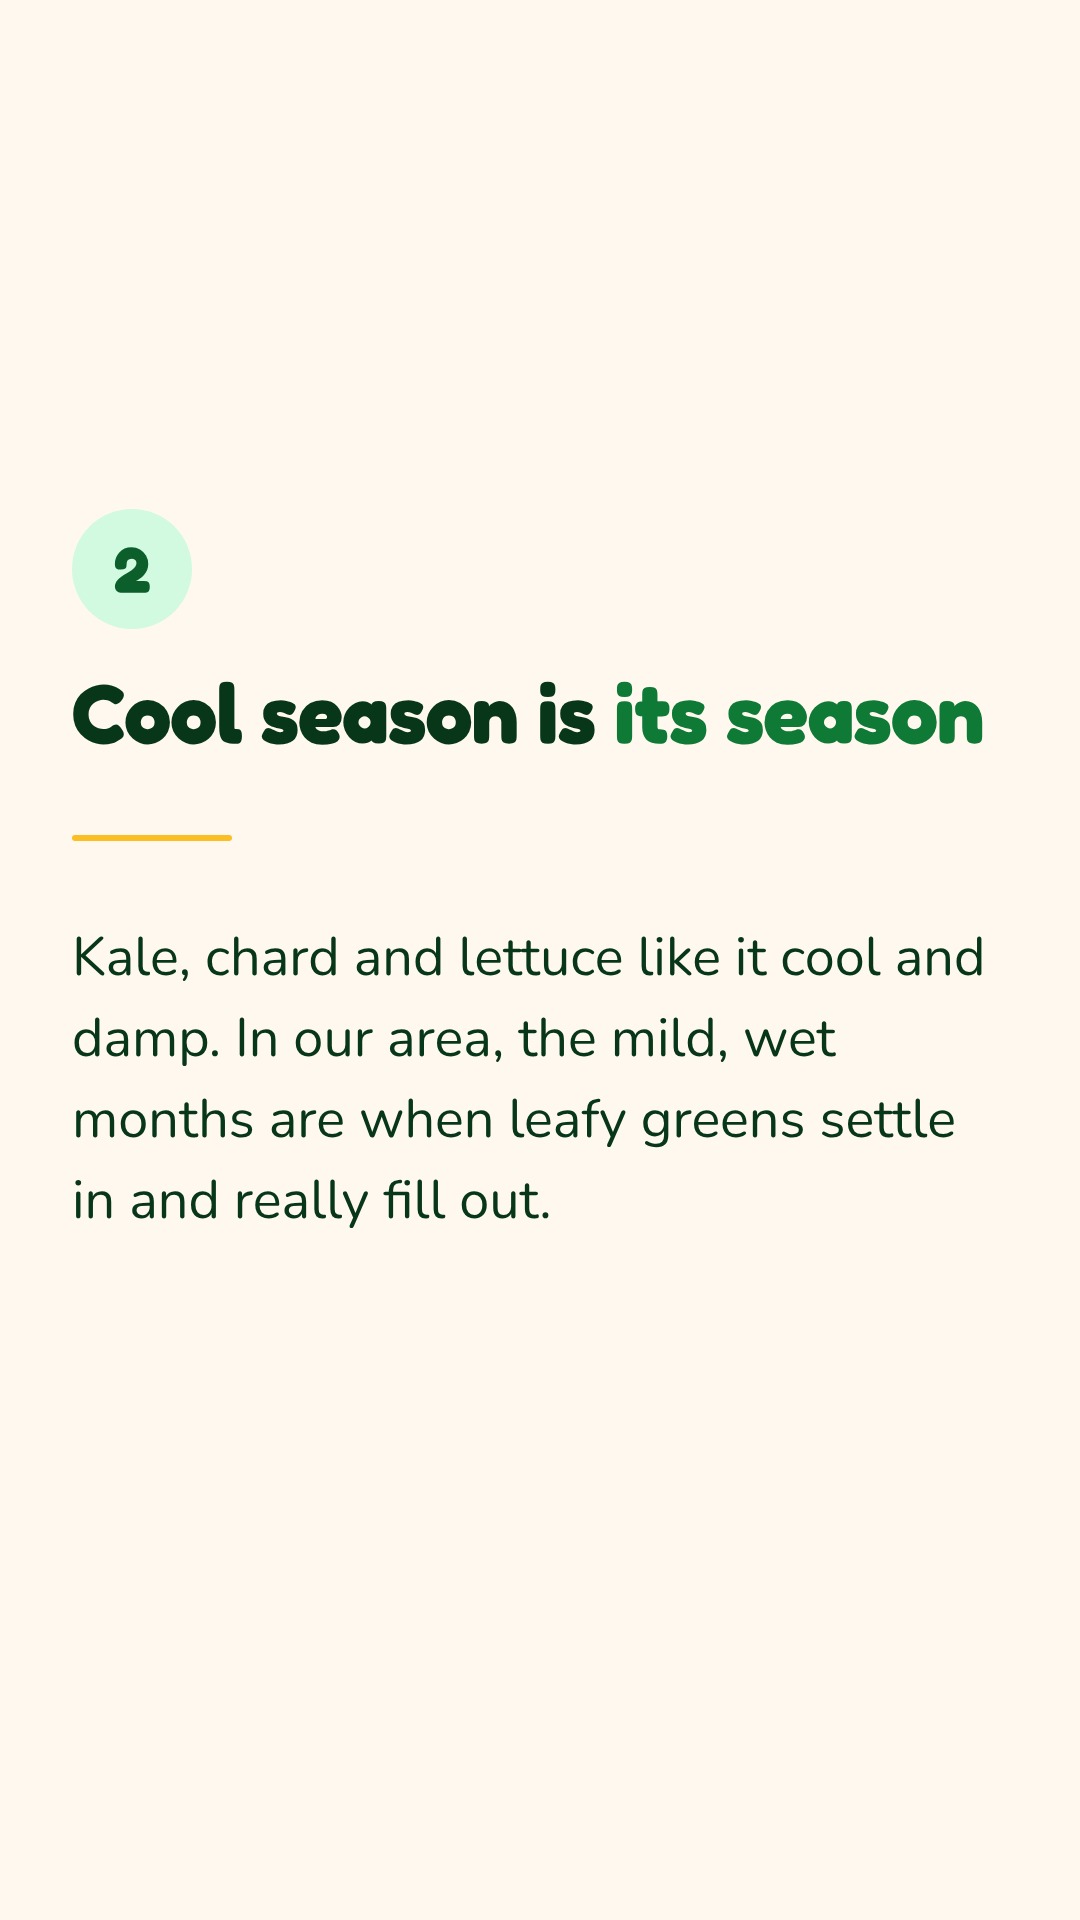 2
Cool season is its season
Kale, chard and lettuce like it cool and
damp. In our area, the mild, wet
months are when leafy greens settle
in and really fill out.